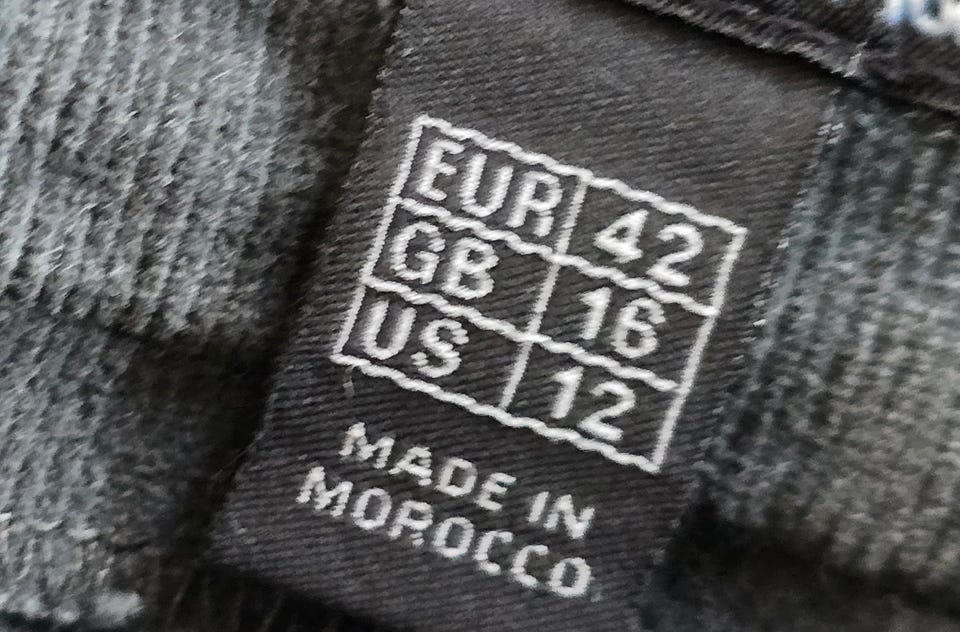 EUR 42
GB 16
US 12
MADE IN
MOROCCO